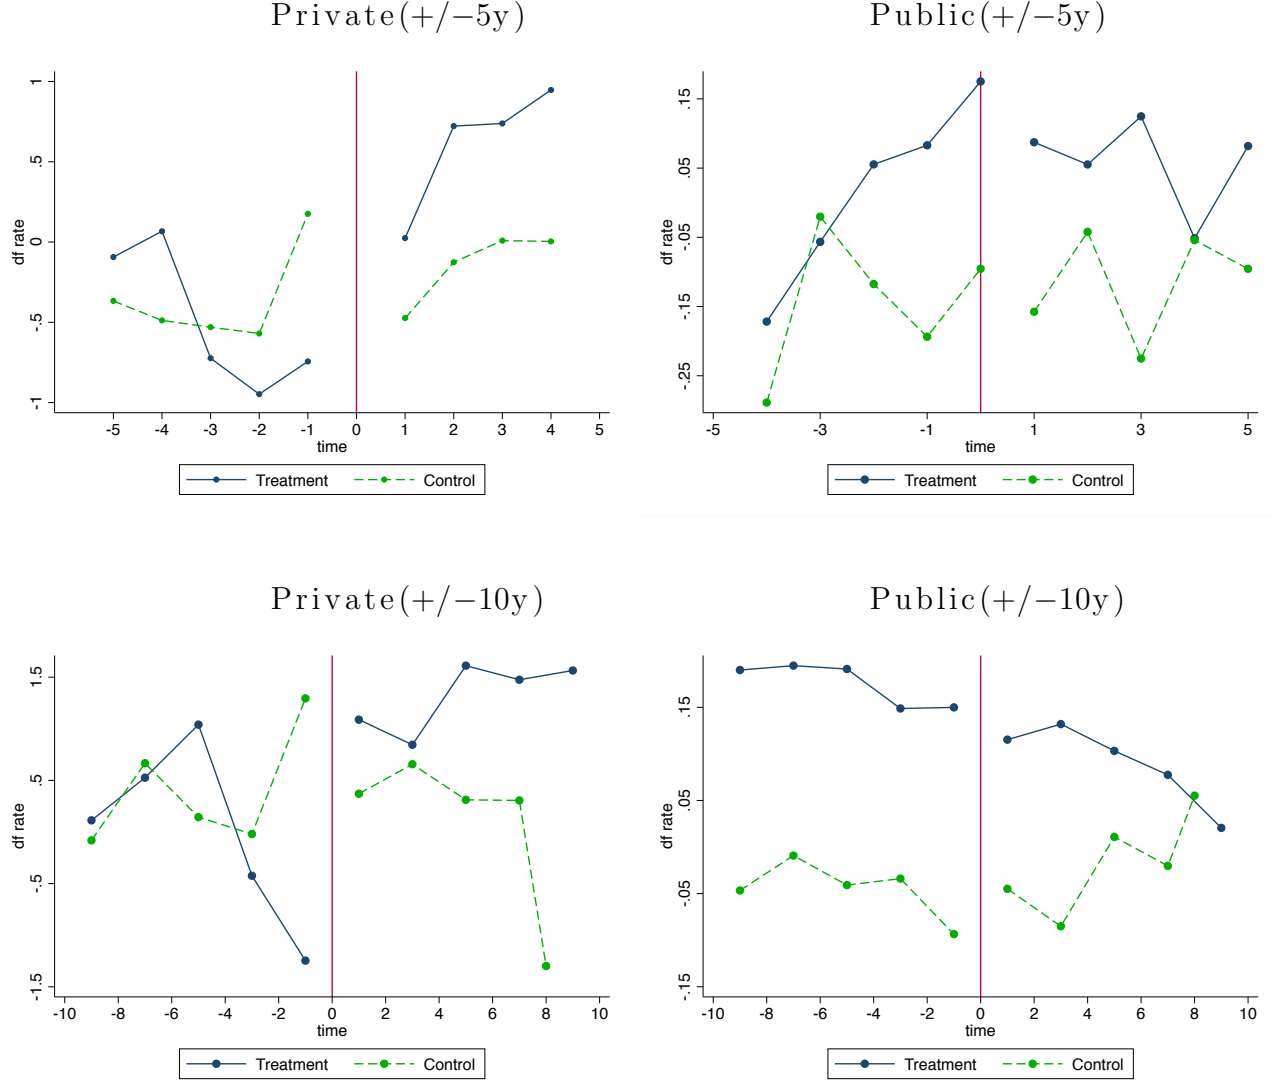 Private(+/−5y)
1
.5
0
-.5
-1
df rate
-5 -4 -3 -2 -1 0 1 2 3 4 5
time
Treatment Control
Public(+/−5y)
.15
.05
-.05
-.15
-.25
df rate
-5 -3 -1 1 3 5
time
Treatment Control
Private(+/−10y)
1.5
.5
-.5
-1.5
df rate
-10 -8 -6 -4 -2 0 2 4 6 8 10
time
Treatment Control
Public(+/−10y)
.15
.05
-.05
-.15
df rate
-10 -8 -6 -4 -2 0 2 4 6 8 10
time
Treatment Control